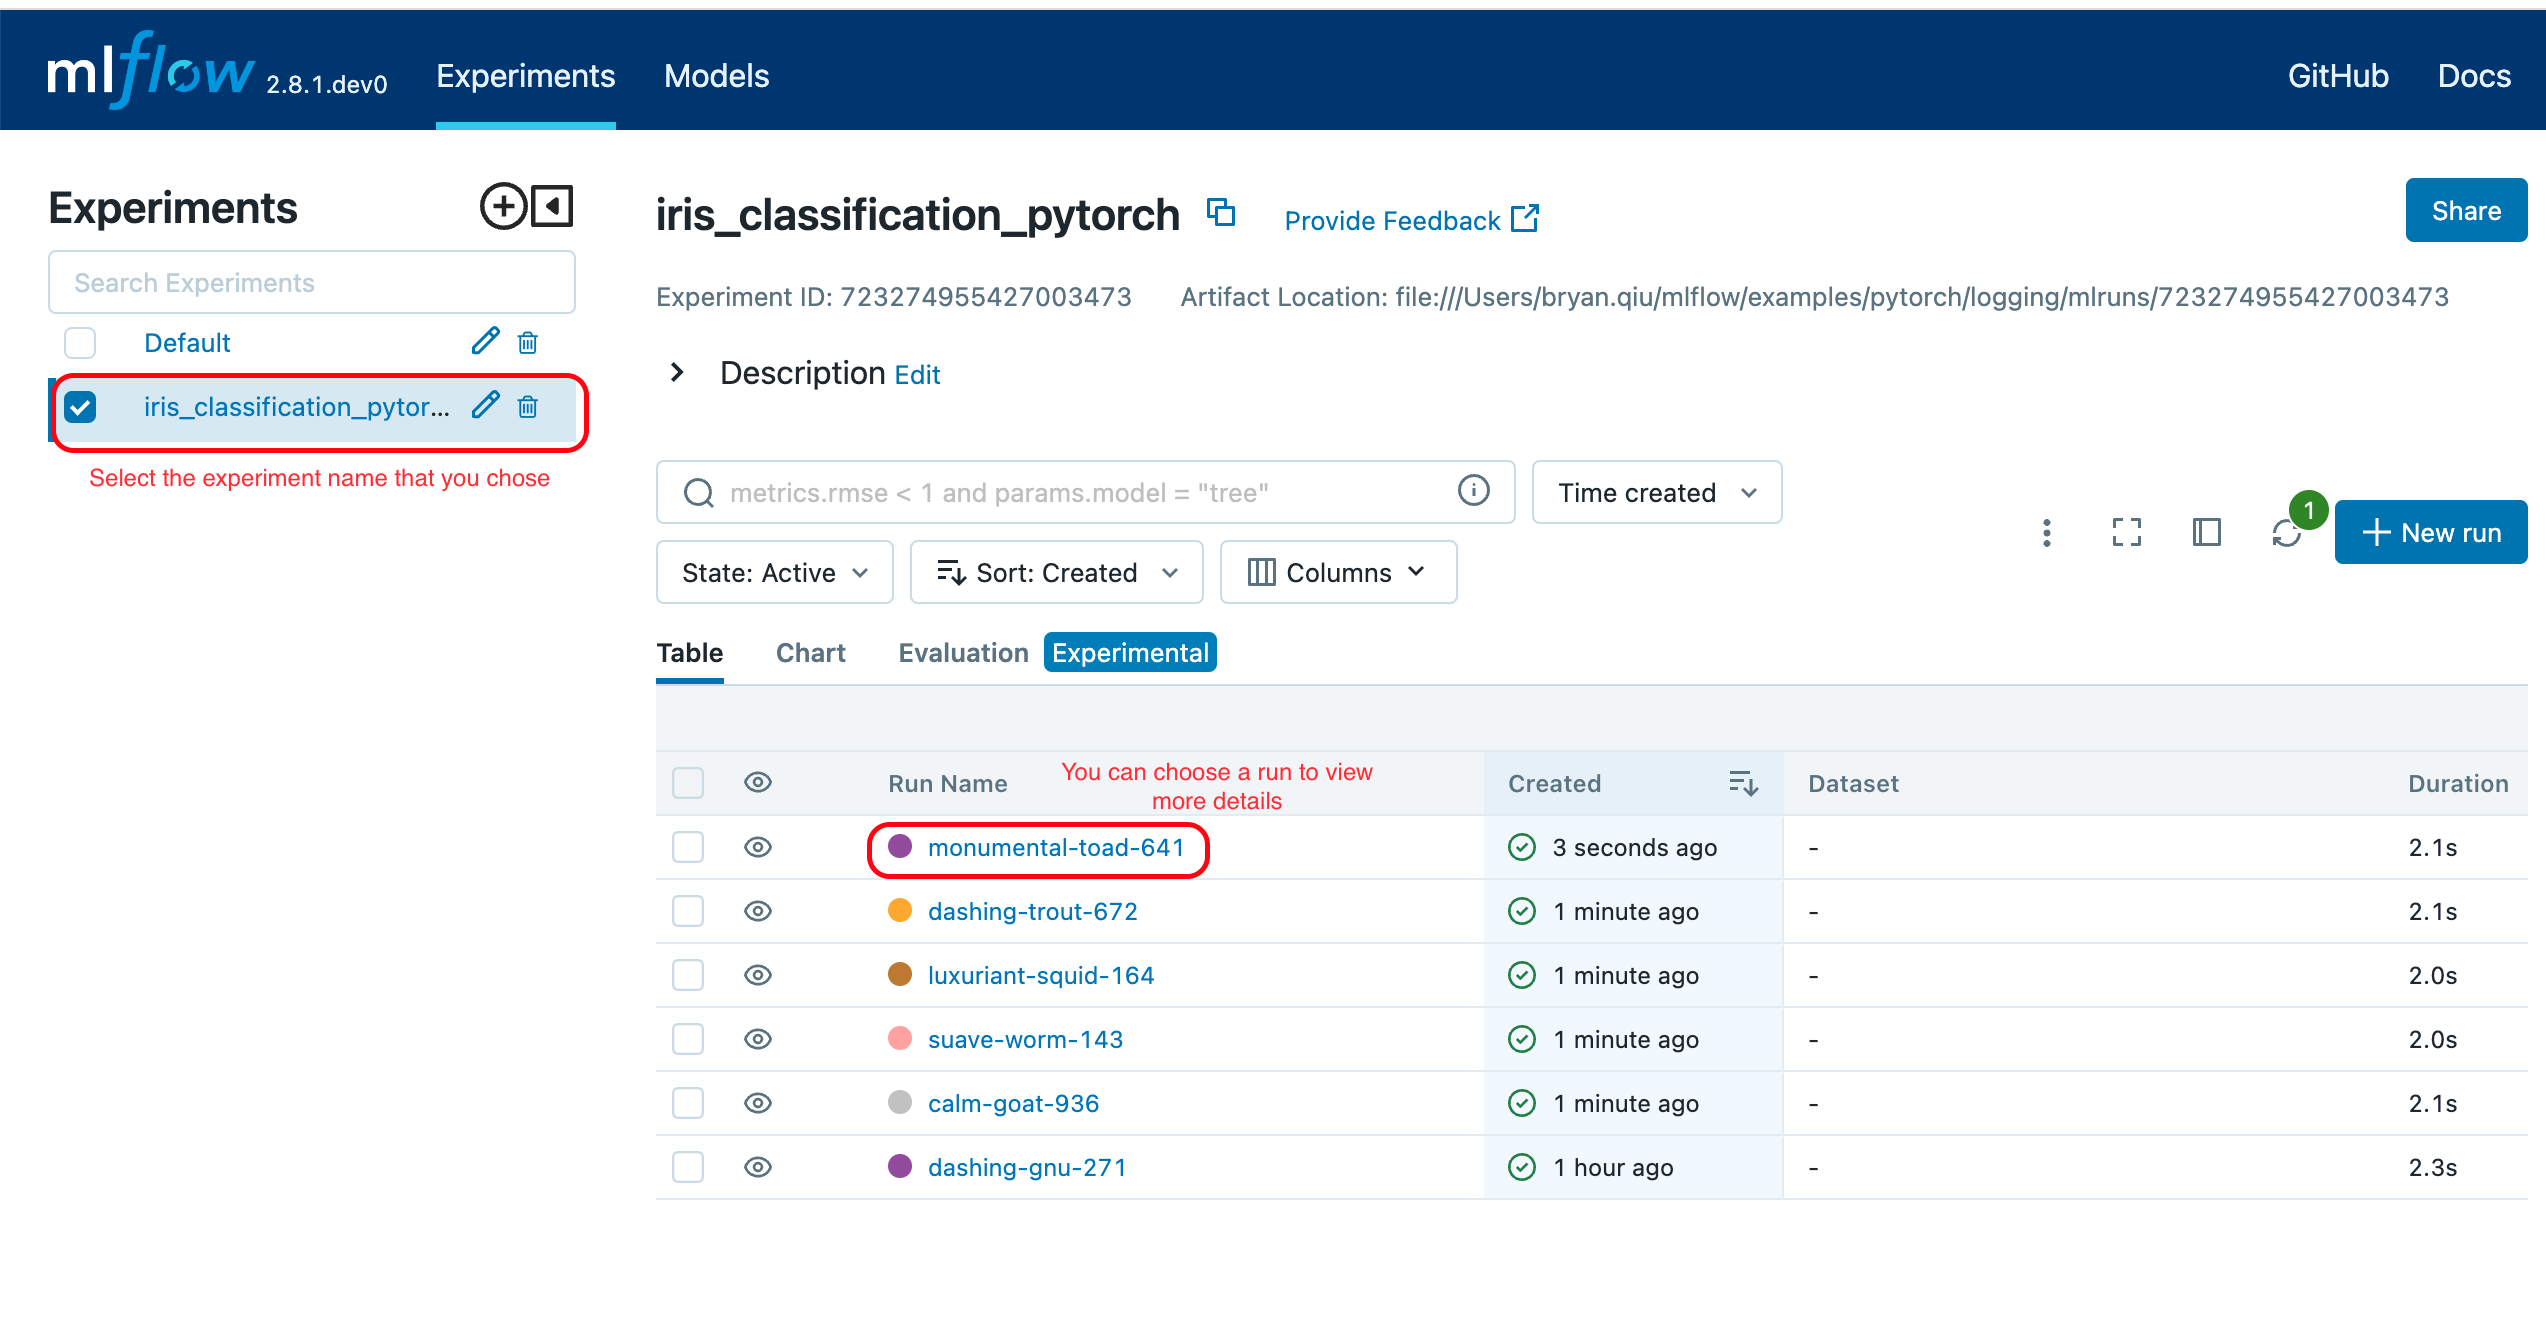 mlflow 2.8.1.dev0 Experiments Models GitHub Docs
Experiments
Search Experiments
Default
iris_classification_pytor...
Select the experiment name that you chose
iris_classification_pytorch Provide Feedback Share
Experiment ID: 723274955427003473 Artifact Location: file:///Users/bryan.qiu/mlflow/examples/pytorch/logging/mlruns/723274955427003473
Description Edit
metrics.rmse < 1 and params.model = "tree" Time created
1
New run
State: Active Sort: Created Columns
Table Chart Evaluation Experimental
Run Name Created Dataset Duration
You can choose a run to view
more details
monumental-toad-641 3 seconds ago - 2.1s
dashing-trout-672 1 minute ago - 2.1s
luxuriant-squid-164 1 minute ago - 2.0s
suave-worm-143 1 minute ago - 2.0s
calm-goat-936 1 minute ago - 2.1s
dashing-gnu-271 1 hour ago - 2.3s